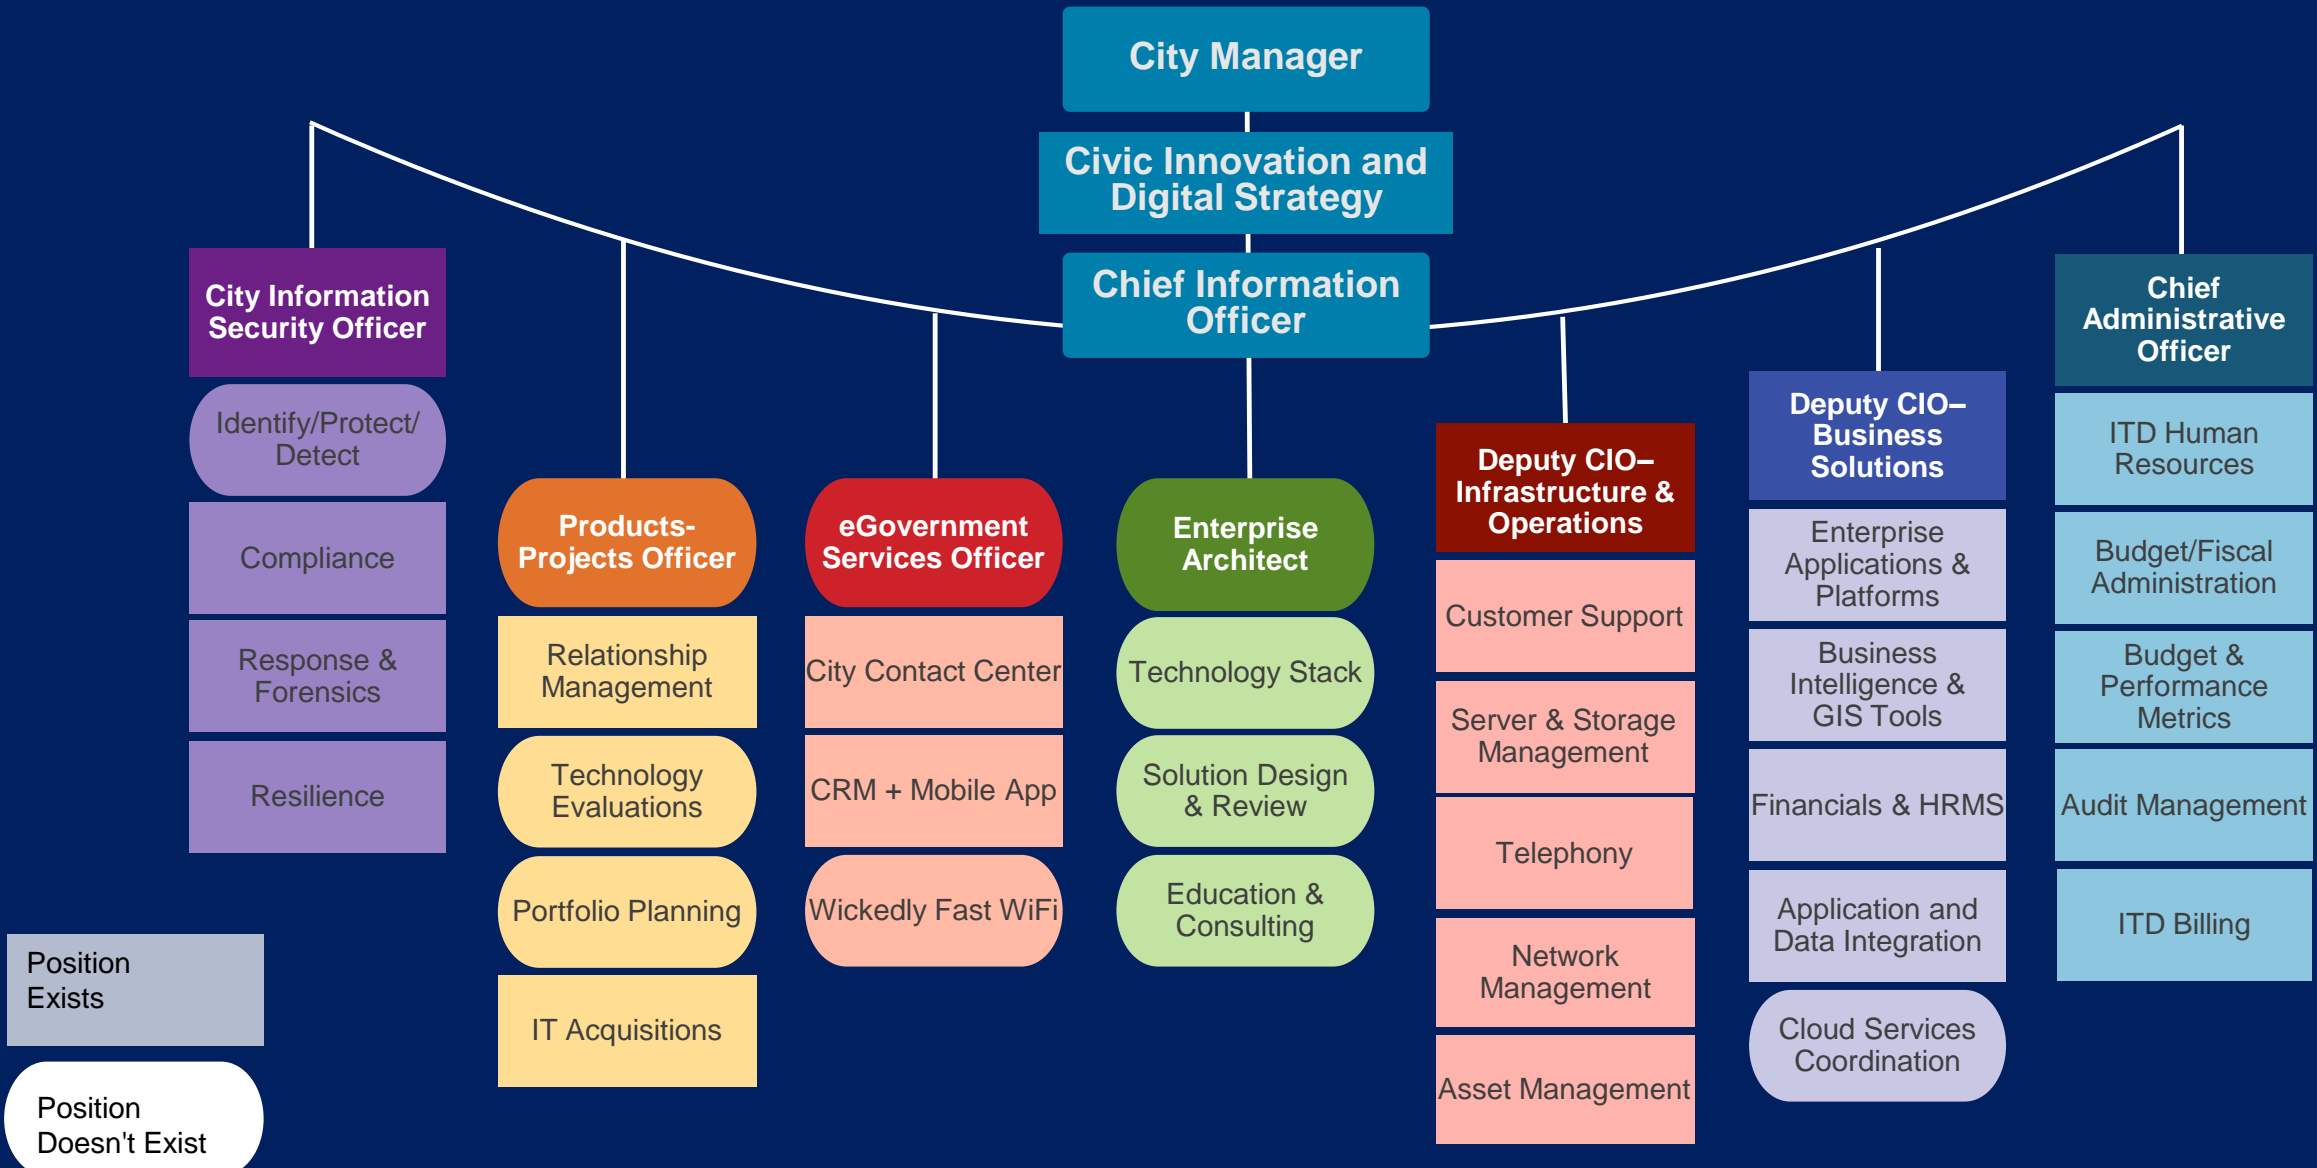 City Manager
Civic Innovation and
Digital Strategy
Chief Information
Officer
City Information
Security Officer
Identify/Protect/
Detect
Compliance
Response &
Forensics
Resilience
Products-
Projects Officer
Relationship
Management
Technology
Evaluations
Portfolio Planning
IT Acquisitions
eGovernment
Services Officer
City Contact Center
CRM + Mobile App
Wickedly Fast WiFi
Enterprise
Architect
Technology Stack
Solution Design
& Review
Education &
Consulting
Deputy CIO–
Infrastructure &
Operations
Customer Support
Server & Storage
Management
Telephony
Network
Management
Asset Management
Deputy CIO–
Business
Solutions
Enterprise
Applications &
Platforms
Business
Intelligence &
GIS Tools
Financials & HRMS
Application and
Data Integration
Cloud Services
Coordination
Chief
Administrative
Officer
ITD Human
Resources
Budget/Fiscal
Administration
Budget &
Performance
Metrics
Audit Management
ITD Billing
Position
Exists
Position
Doesn't Exist